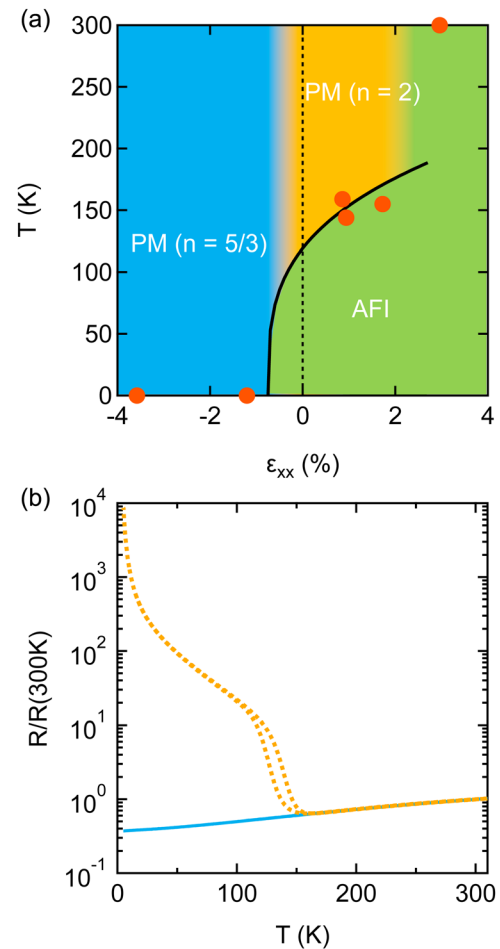 (a)
300
250
200
150
100
50
0
T (K)
PM (n = 2)
PM (n = 5/3)
AFI
-4
-2
0
2
4
εxx (%)
(b)
10^4
10^3
10^2
10^1
10^0
10^-1
R/R(300K)
0
100
200
300
T (K)